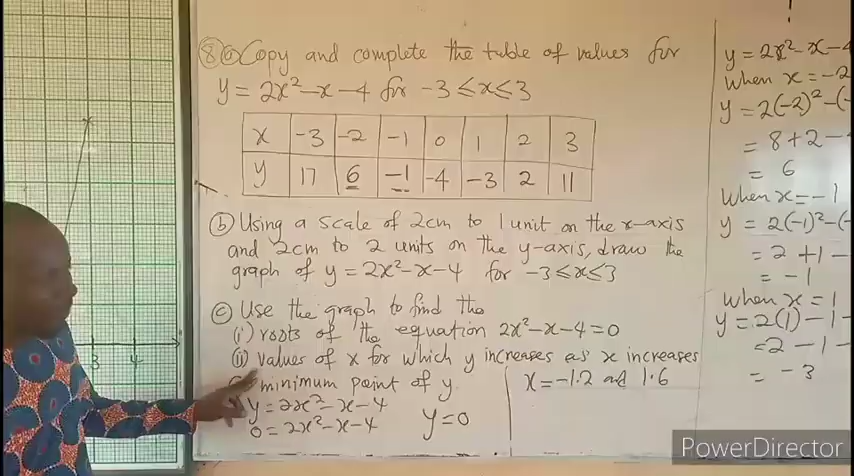 8 a) Copy and complete the table of values for
y = 2x² - x - 4 for -3 ≤ x ≤ 3
x -3 -2 -1 0 1 2 3
y 17 6 -1 -4 -3 2 11
b) Using a scale of 2cm to 1 unit on the x-axis
and 2cm to 2 units on the y-axis, draw the
graph of y = 2x² - x - 4 for -3 ≤ x ≤ 3
c) Use the graph to find the
(i) roots of the equation 2x² - x - 4 = 0
(ii) values of x for which y increases as x increases
minimum point of y.
y = 2x² - x - 4
0 = 2x² - x - 4
y = 0
x = -1.2 and 1.6
y = 2x² - x - 4
When x = -2
y = 2(-2)² - (-
= 8 + 2 -
= 6
When x = -1
y = 2(-1)² - (-
= 2 + 1 -
= -1
When x = 1
y = 2(1) - 1 -
= 2 - 1 -
= -3
3 4
PowerDirector